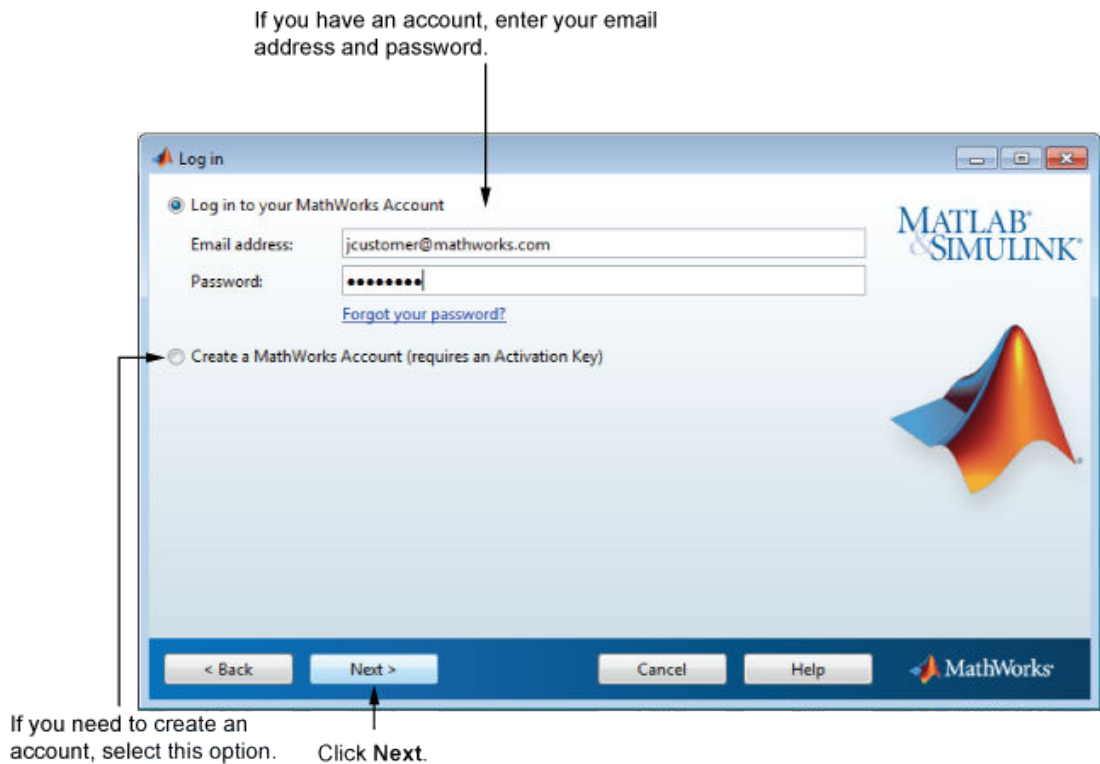 If you have an account, enter your email
address and password.
Log in
Log in to your MathWorks Account
Email address:
jcustomer@mathworks.com
Password:
••••••••
Forgot your password?
Create a MathWorks Account (requires an Activation Key)
MATLAB®
&SIMULINK®
< Back
Next >
Cancel
Help
MathWorks®
If you need to create an
account, select this option.
Click Next.